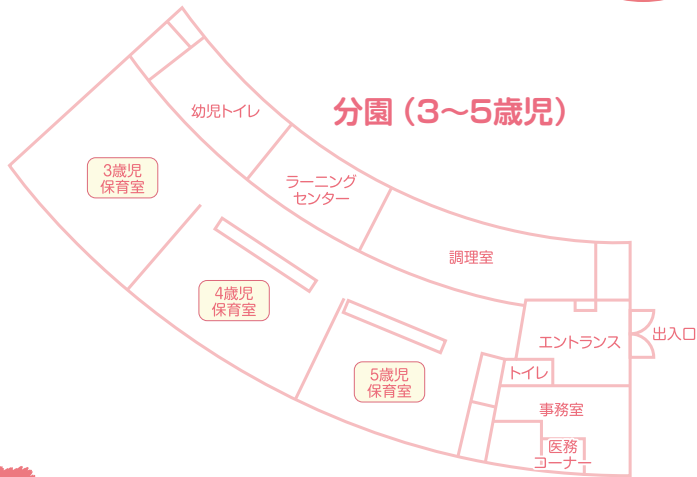 分園（3〜5歳児）
幼児トイレ
3歳児
保育室
ラーニング
センター
調理室
4歳児
保育室
エントランス
出入口
5歳児
保育室
トイレ
事務室
医務
コーナー